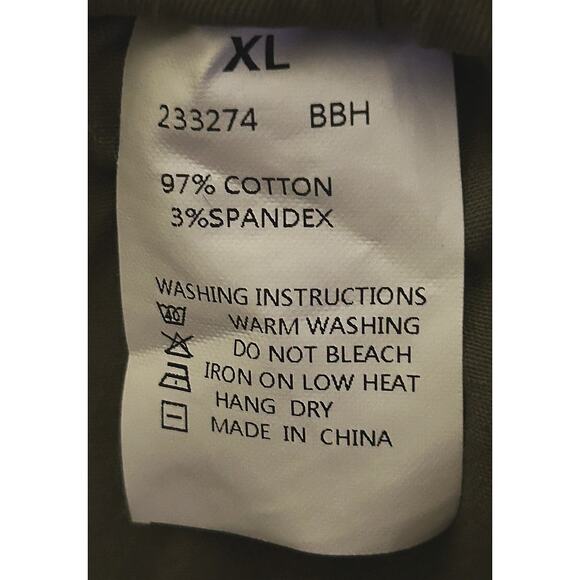 XL
233274 BBH
97% COTTON
3%SPANDEX
WASHING INSTRUCTIONS
40 WARM WASHING
DO NOT BLEACH
IRON ON LOW HEAT
HANG DRY
MADE IN CHINA